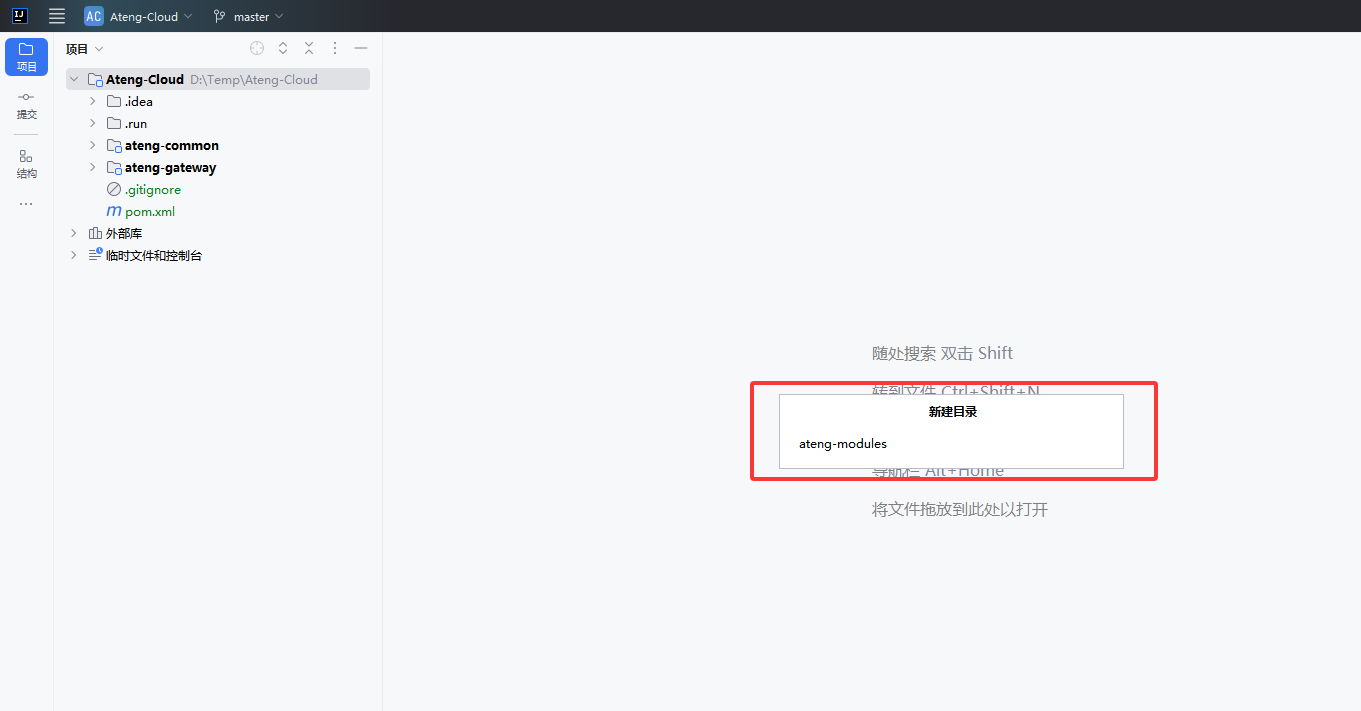 AC Ateng-Cloud master
项目
项目
提交
结构
Ateng-Cloud D:\Temp\Ateng-Cloud
.idea
.run
ateng-common
ateng-gateway
.gitignore
m pom.xml
外部库
临时文件和控制台
随处搜索 双击 Shift
转到文件 Ctrl+Shift+N
新建目录
ateng-modules
导航栏 Alt+Home
将文件拖放到此处以打开